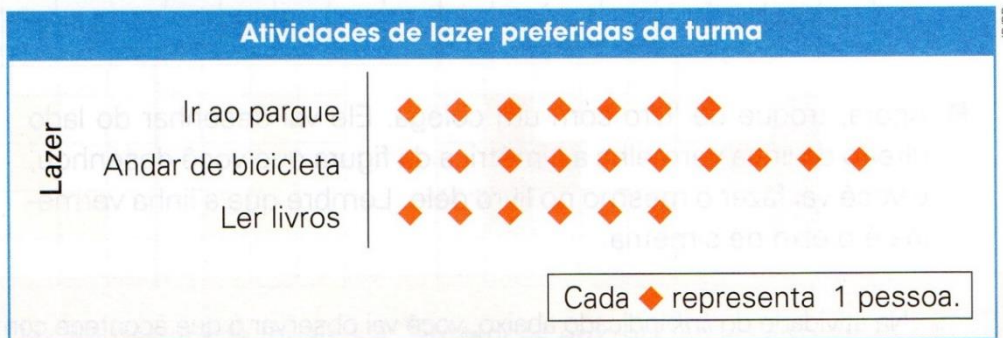 Atividades de lazer preferidas da turma
Lazer
Ir ao parque
Andar de bicicleta
Ler livros
Cada ◆ representa 1 pessoa.